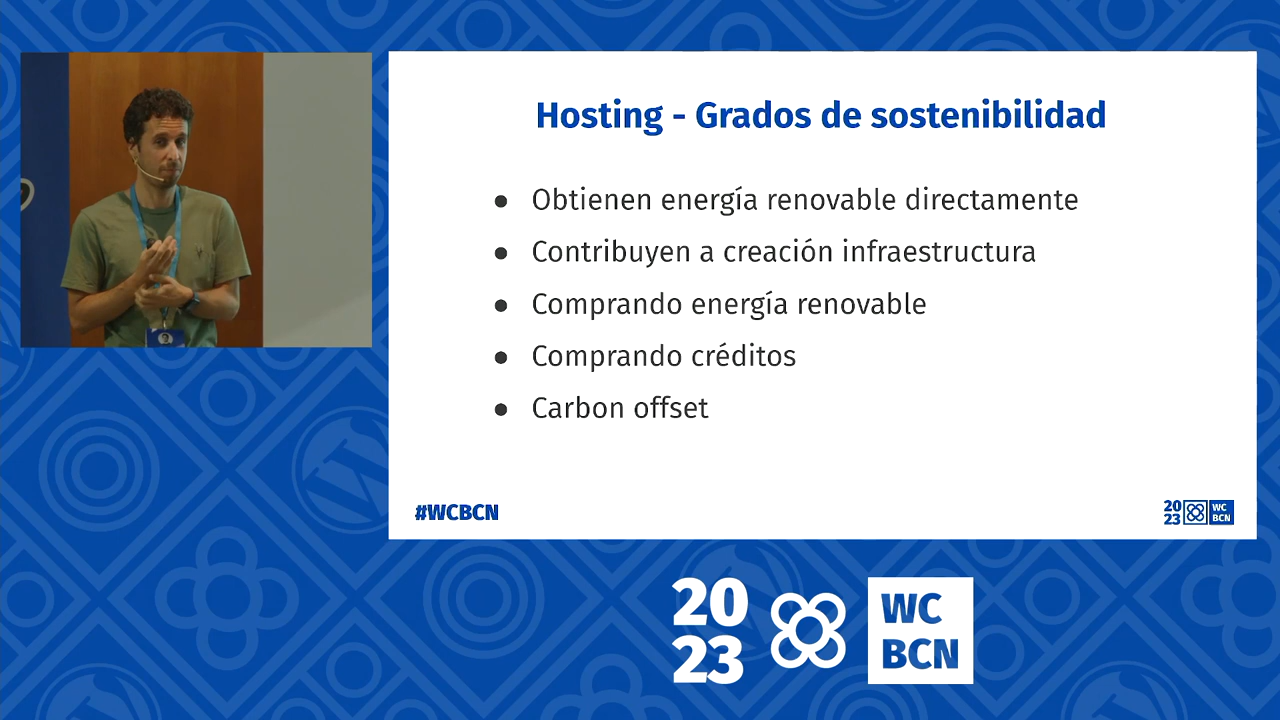 Hosting - Grados de sostenibilidad
● Obtienen energía renovable directamente
● Contribuyen a creación infraestructura
● Comprando energía renovable
● Comprando créditos
● Carbon offset
#WCBCN
20
23
WC
BCN
20
23
WC
BCN